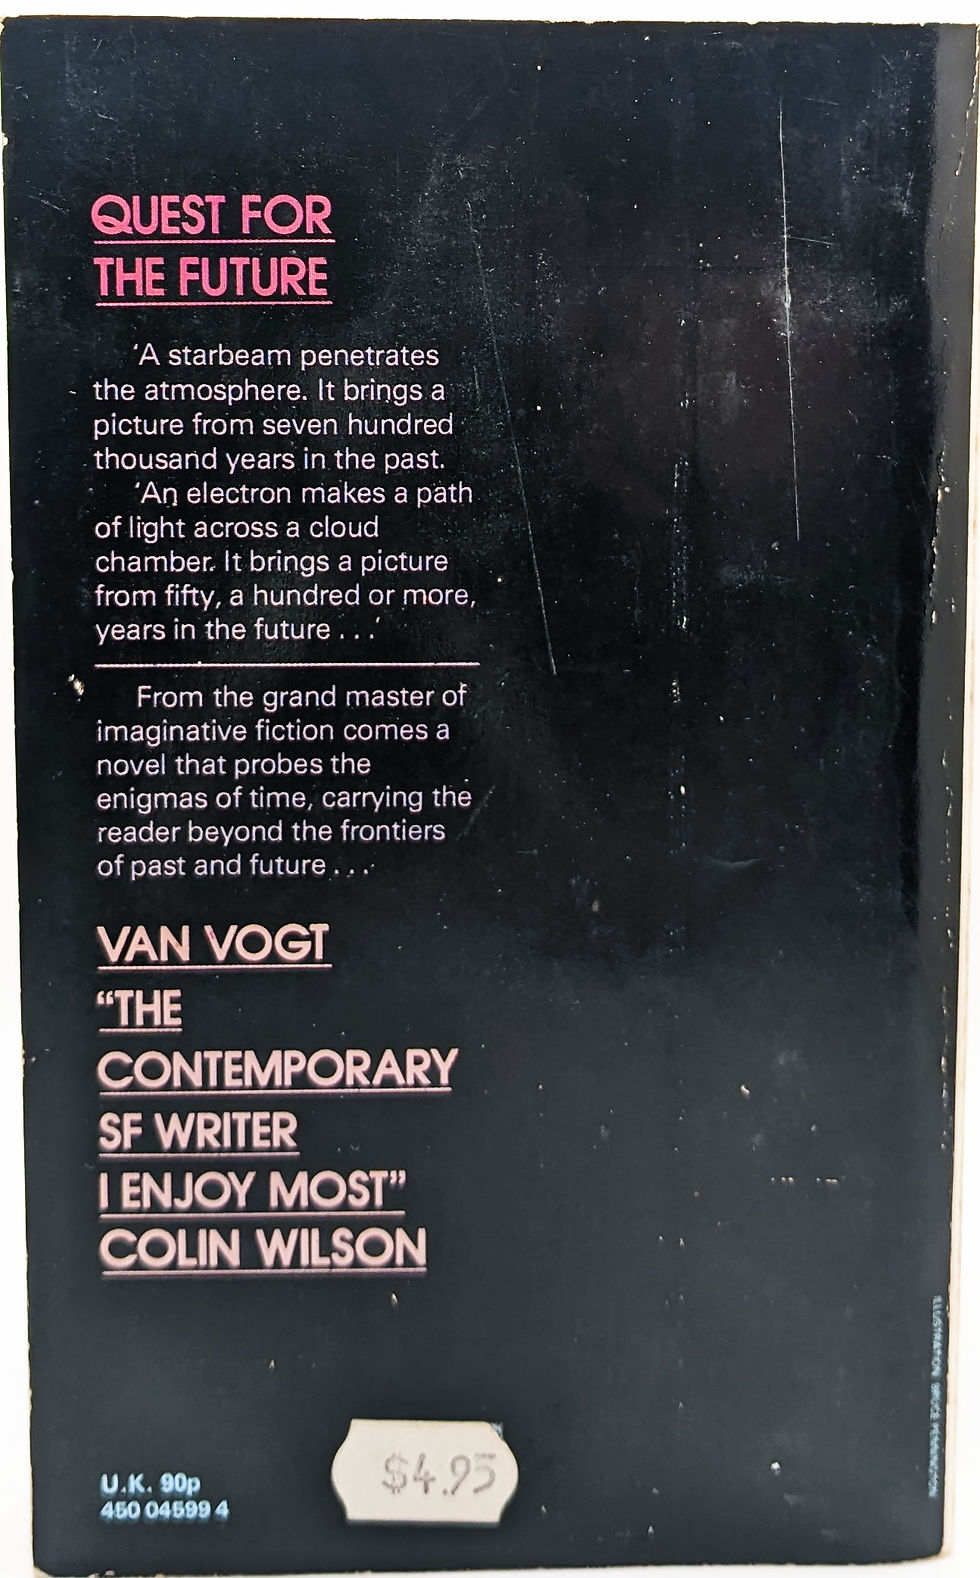 QUEST FOR
THE FUTURE
‘A starbeam penetrates
the atmosphere. It brings a
picture from seven hundred
thousand years in the past.
‘An electron makes a path
of light across a cloud
chamber. It brings a picture
from fifty, a hundred or more,
years in the future . . .’
From the grand master of
imaginative fiction comes a
novel that probes the
enigmas of time, carrying the
reader beyond the frontiers
of past and future . . .
VAN VOGT
“THE
CONTEMPORARY
SF WRITER
I ENJOY MOST”
COLIN WILSON
ILLUSTRATION BRUCE PENNINGTON
$4.95
U.K. 90p
450 04599 4